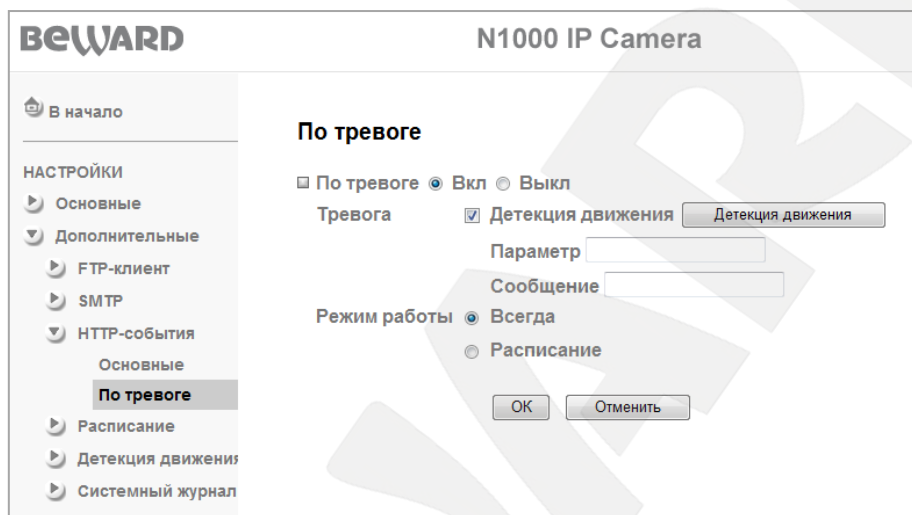 BEWARD
N1000 IP Camera
В начало
НАСТРОЙКИ
Основные
Дополнительные
FTP-клиент
SMTP
HTTP-события
Основные
По тревоге
Расписание
Детекция движения
Системный журнал
По тревоге
По тревоге Вкл Выкл
Тревога Детекция движения Детекция движения
Параметр
Сообщение
Режим работы Всегда
Расписание
ОК Отменить